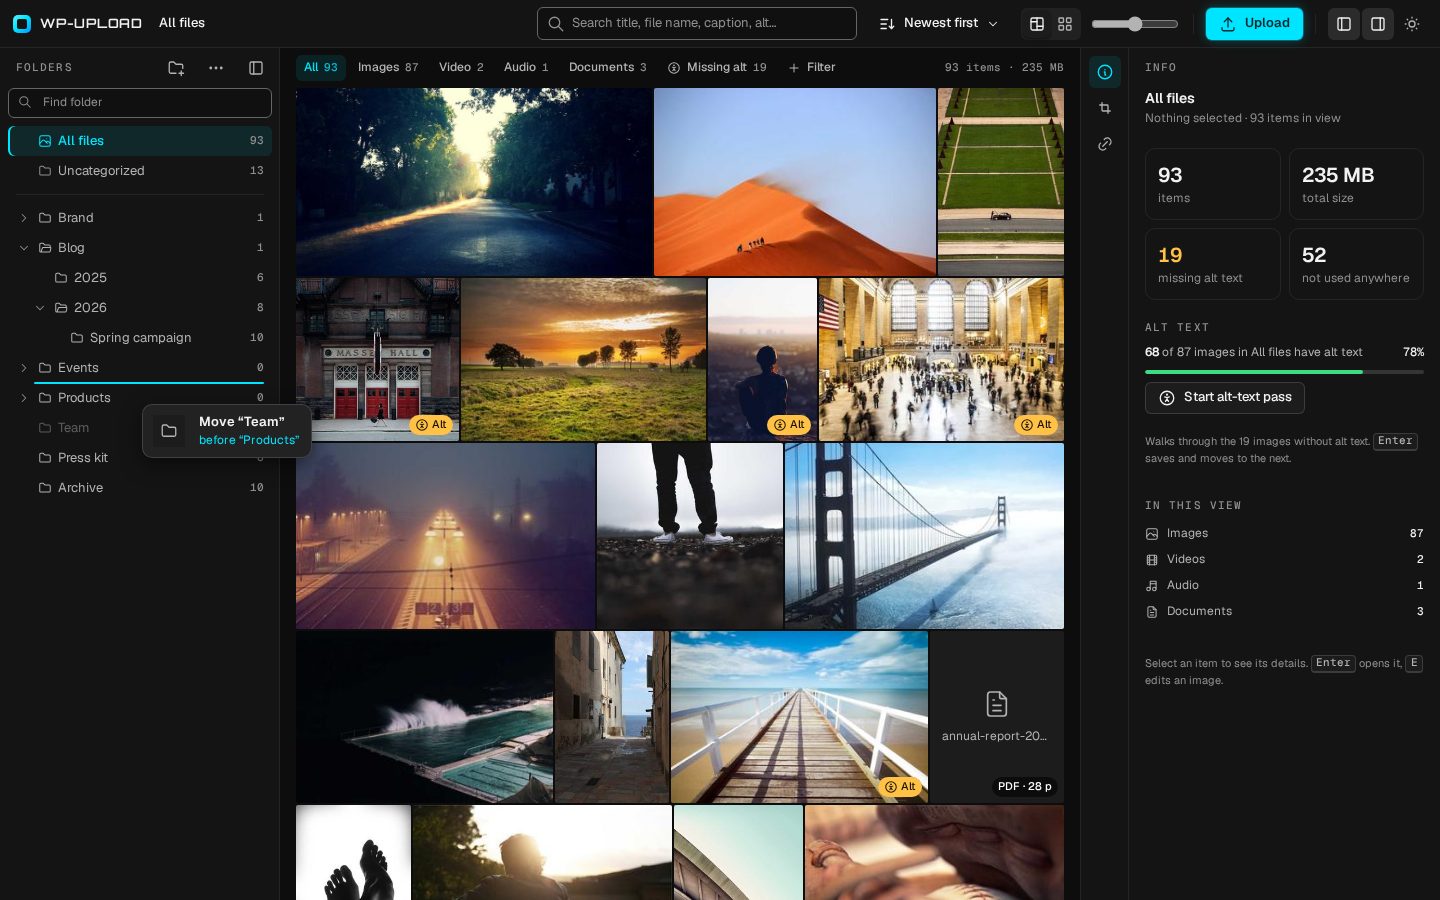 WP-UPLOAD
All files
Search title, file name, caption, alt...
Newest first
Upload
FOLDERS
Find folder
All files 93
Uncategorized 13
Brand 1
Blog 1
2025 6
2026 8
Spring campaign 10
Events 0
Products 0
Team
Press kit
Archive 10
Move “Team”
before “Products”
All 93
Images 87
Video 2
Audio 1
Documents 3
Missing alt 19
Filter
93 items · 235 MB
MASSEY HALL
Alt
Alt
Alt
annual-report-20...
Alt
PDF · 28 p
INFO
All files
Nothing selected · 93 items in view
93
items
235 MB
total size
19
missing alt text
52
not used anywhere
ALT TEXT
68 of 87 images in All files have alt text 78%
Start alt-text pass
Walks through the 19 images without alt text. Enter
saves and moves to the next.
IN THIS VIEW
Images 87
Videos 2
Audio 1
Documents 3
Select an item to see its details. Enter opens it, E
edits an image.